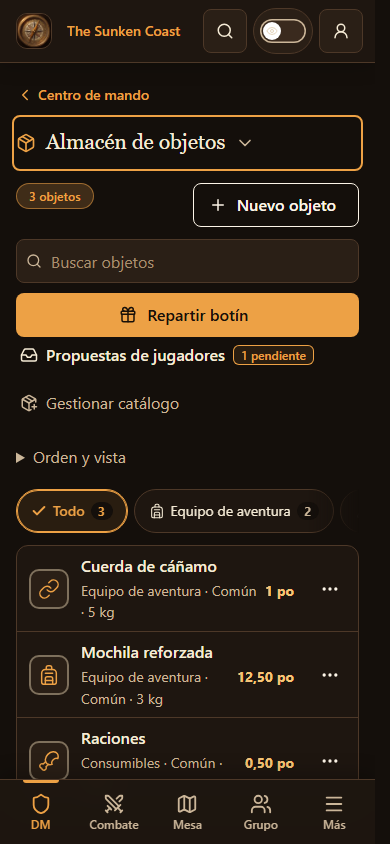 The Sunken Coast
Centro de mando
Almacén de objetos
3 objetos
Nuevo objeto
Buscar objetos
Repartir botín
Propuestas de jugadores 1 pendiente
Gestionar catálogo
Orden y vista
Todo 3
Equipo de aventura 2
Cuerda de cáñamo
Equipo de aventura · Común 1 po
· 5 kg
Mochila reforzada
Equipo de aventura · 12,50 po
Común · 3 kg
Raciones
Consumibles · Común · 0,50 po
DM Combate Mesa Grupo Más